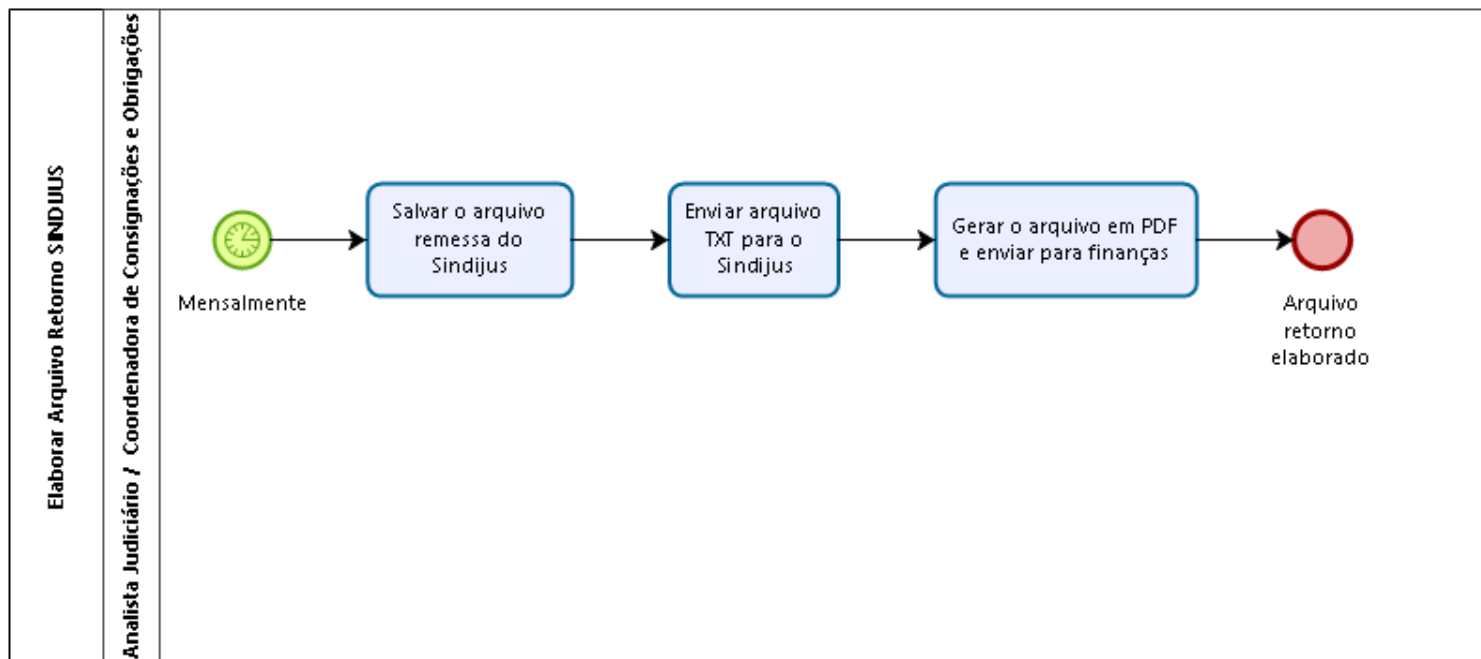 Elaborar Arquivo Retorno SINDIJUS
Analista Judiciário / Coordenadora de Consignações e Obrigações
Mensalmente
Salvar o arquivo
remessa do
Sindijus
Enviar arquivo
TXT para o
Sindijus
Gerar o arquivo em PDF
e enviar para finanças
Arquivo
retorno
elaborado